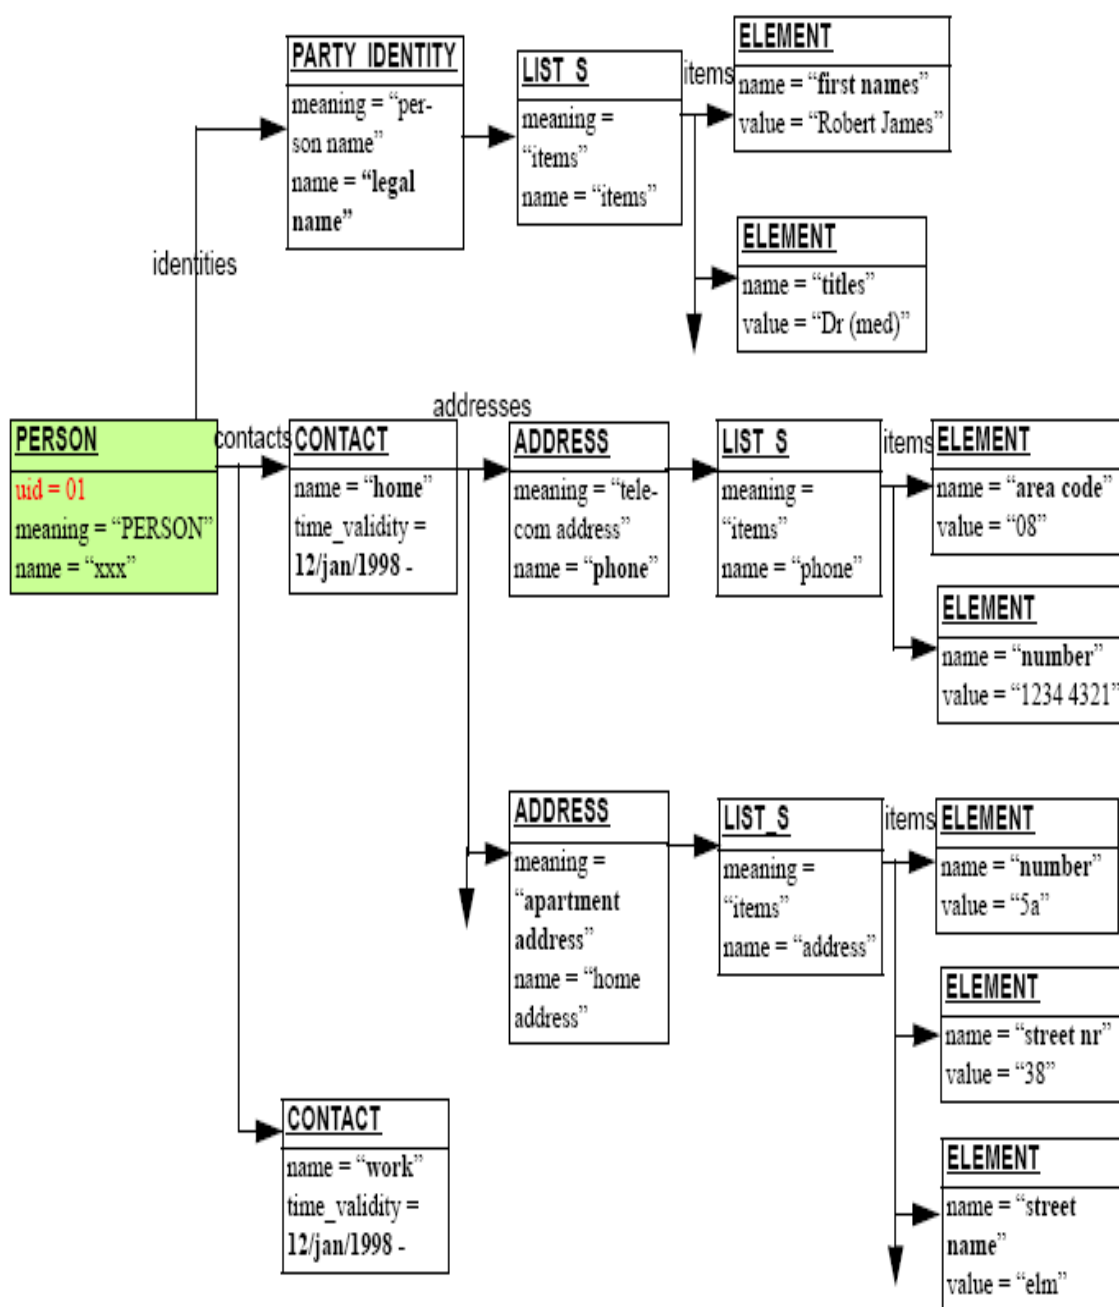 PARTY_IDENTITY
meaning = “per-
son name”
name = “legal
name”
LIST_S
meaning =
“items”
name = “items”
items
ELEMENT
name = “first names”
value = “Robert James”
ELEMENT
name = “titles”
value = “Dr (med)”
identities
PERSON
uid = 01
meaning = “PERSON”
name = “xxx”
contacts
CONTACT
name = “home”
time_validity =
12/jan/1998 -
addresses
ADDRESS
meaning = “tele-
com address”
name = “phone”
LIST_S
meaning =
“items”
name = “phone”
items
ELEMENT
name = “area code”
value = “08”
ELEMENT
name = “number”
value = “1234 4321”
ADDRESS
meaning =
“apartment
address”
name = “home
address”
LIST_S
meaning =
“items”
name = “address”
items
ELEMENT
name = “number”
value = “5a”
ELEMENT
name = “street nr”
value = “38”
ELEMENT
name = “street
name”
value = “elm”
CONTACT
name = “work”
time_validity =
12/jan/1998 -